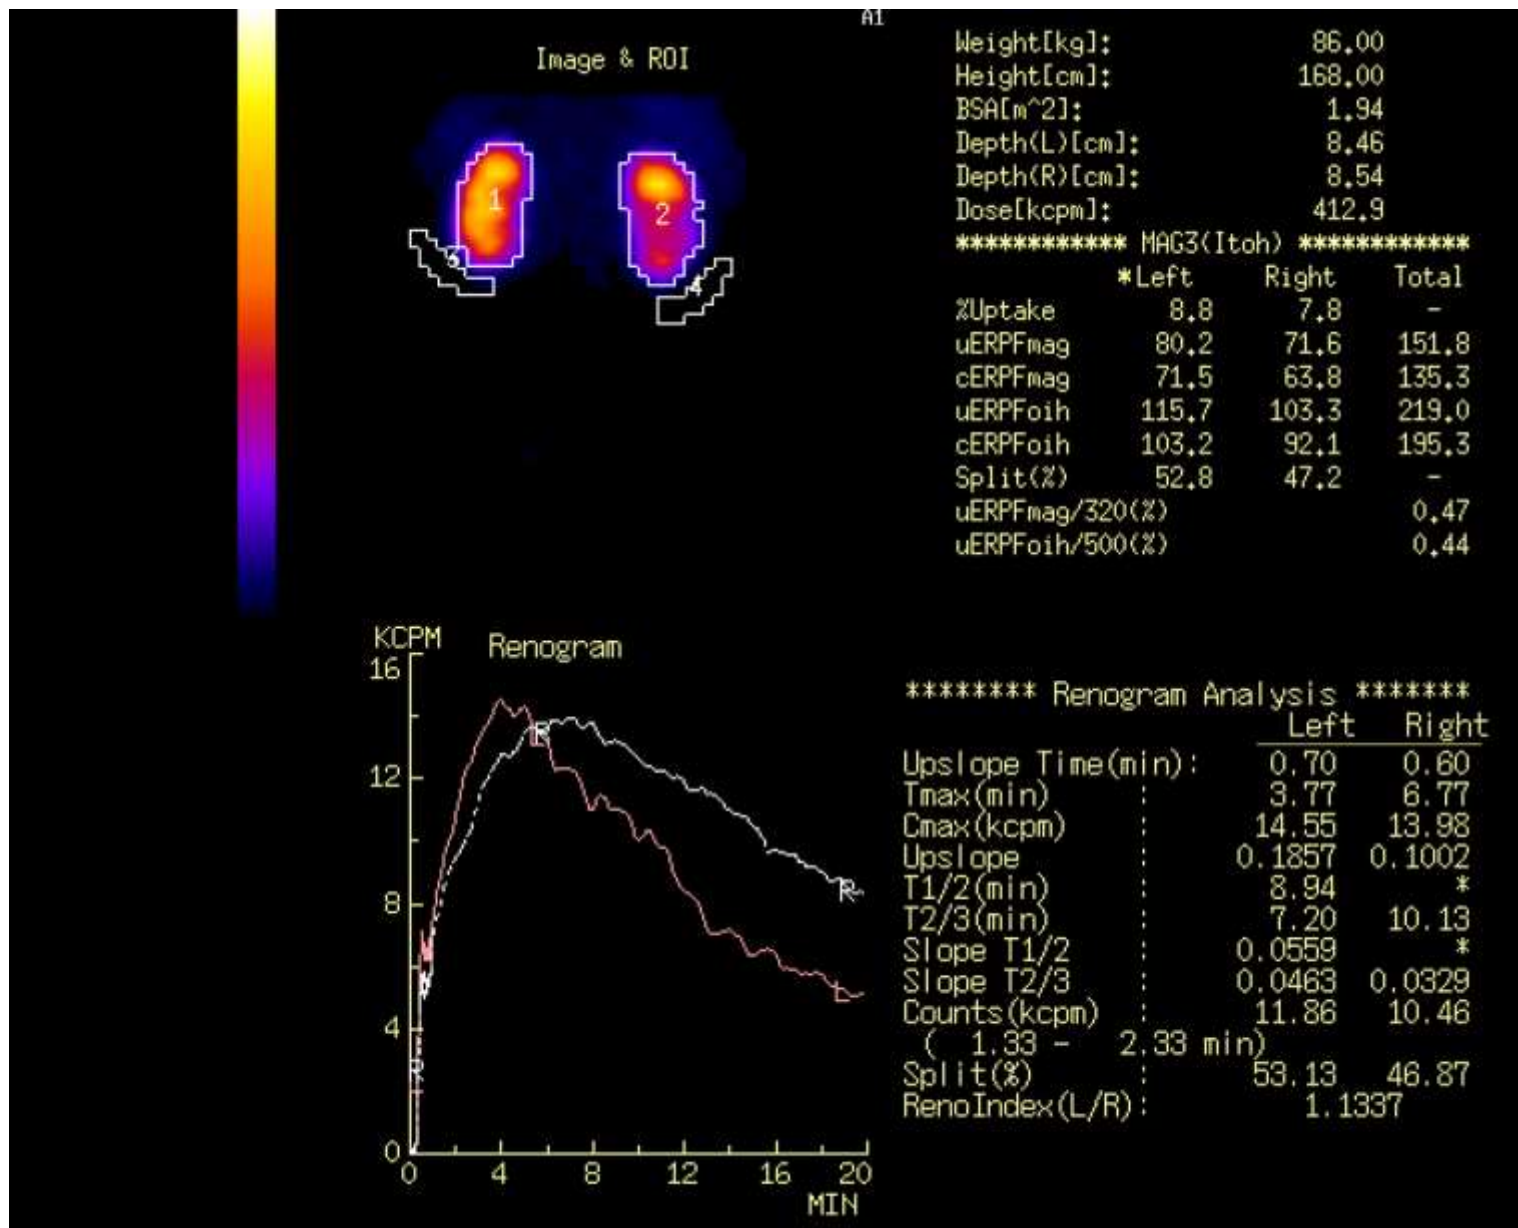 A1
Image & ROI
1
2
3
4
Weight[kg]: 86.00
Height[cm]: 168.00
BSA[m^2]: 1.94
Depth(L)[cm]: 8.46
Depth(R)[cm]: 8.54
Dose[kcpm]: 412.9
************ MAG3(Itoh) ************
*Left Right Total
%Uptake 8.8 7.8 -
uERPFmag 80.2 71.6 151.8
cERPFmag 71.5 63.8 135.3
uERPFoih 115.7 103.3 219.0
cERPFoih 103.2 92.1 195.3
Split(%) 52.8 47.2 -
uERPFmag/320(%) 0.47
uERPFoih/500(%) 0.44
KCPM Renogram
16
12
8
4
0
R
L
R
L
R
0 4 8 12 16 20
MIN
******** Renogram Analysis *******
Left Right
Upslope Time(min): 0.70 0.60
Tmax(min) : 3.77 6.77
Cmax(kcpm) : 14.55 13.98
Upslope : 0.1857 0.1002
T1/2(min) : 8.94 *
T2/3(min) : 7.20 10.13
Slope T1/2 : 0.0559 *
Slope T2/3 : 0.0463 0.0329
Counts(kcpm) : 11.86 10.46
( 1.33 - 2.33 min)
Split(%) : 53.13 46.87
RenoIndex(L/R): 1.1337